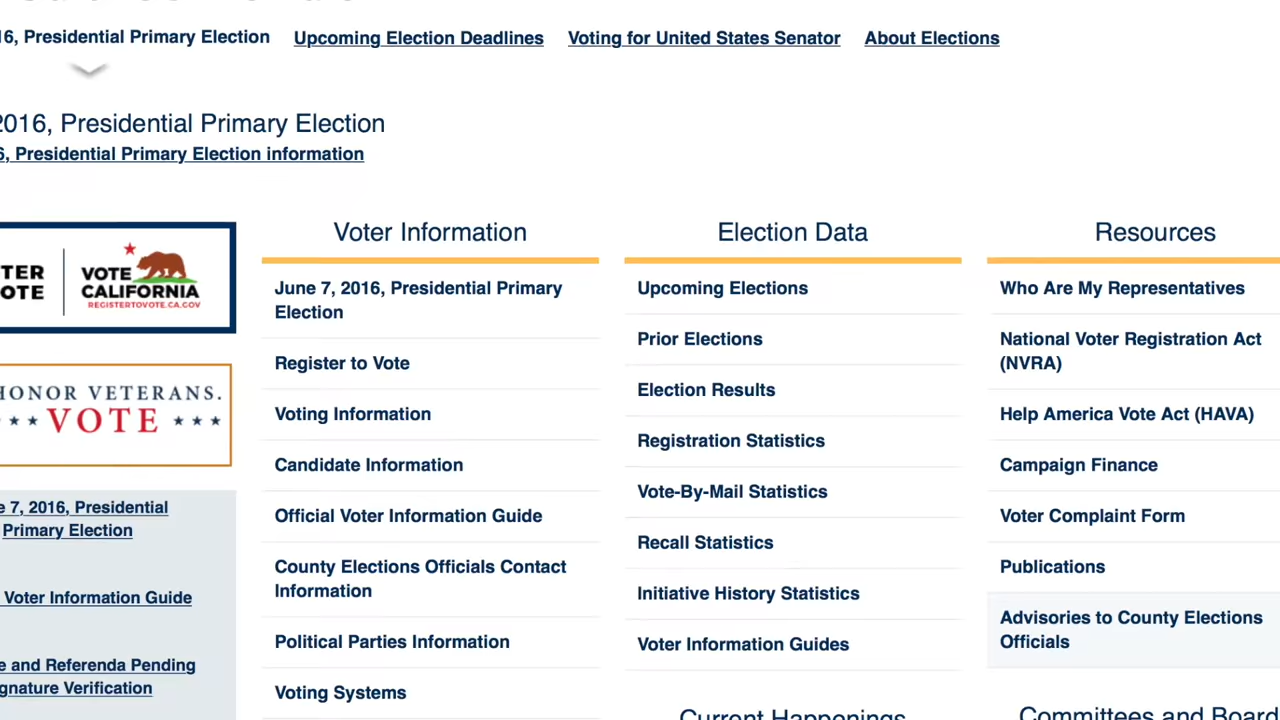 16, Presidential Primary Election Upcoming Election Deadlines Voting for United States Senator About Elections
2016, Presidential Primary Election
6, Presidential Primary Election information
VOTE
CALIFORNIA
REGISTERTOVOTE.CA.GOV
HONOR VETERANS.
VOTE
7, 2016, Presidential
Primary Election
Voter Information Guide
and Referenda Pending
Verification
Voter Information
June 7, 2016, Presidential Primary
Election
Register to Vote
Voting Information
Candidate Information
Official Voter Information Guide
County Elections Officials Contact
Information
Political Parties Information
Voting Systems
Election Data
Upcoming Elections
Prior Elections
Election Results
Registration Statistics
Vote-By-Mail Statistics
Recall Statistics
Initiative History Statistics
Voter Information Guides
Current Happenings
Resources
Who Are My Representatives
National Voter Registration Act
(NVRA)
Help America Vote Act (HAVA)
Campaign Finance
Voter Complaint Form
Publications
Advisories to County Elections
Officials
Committees and Board